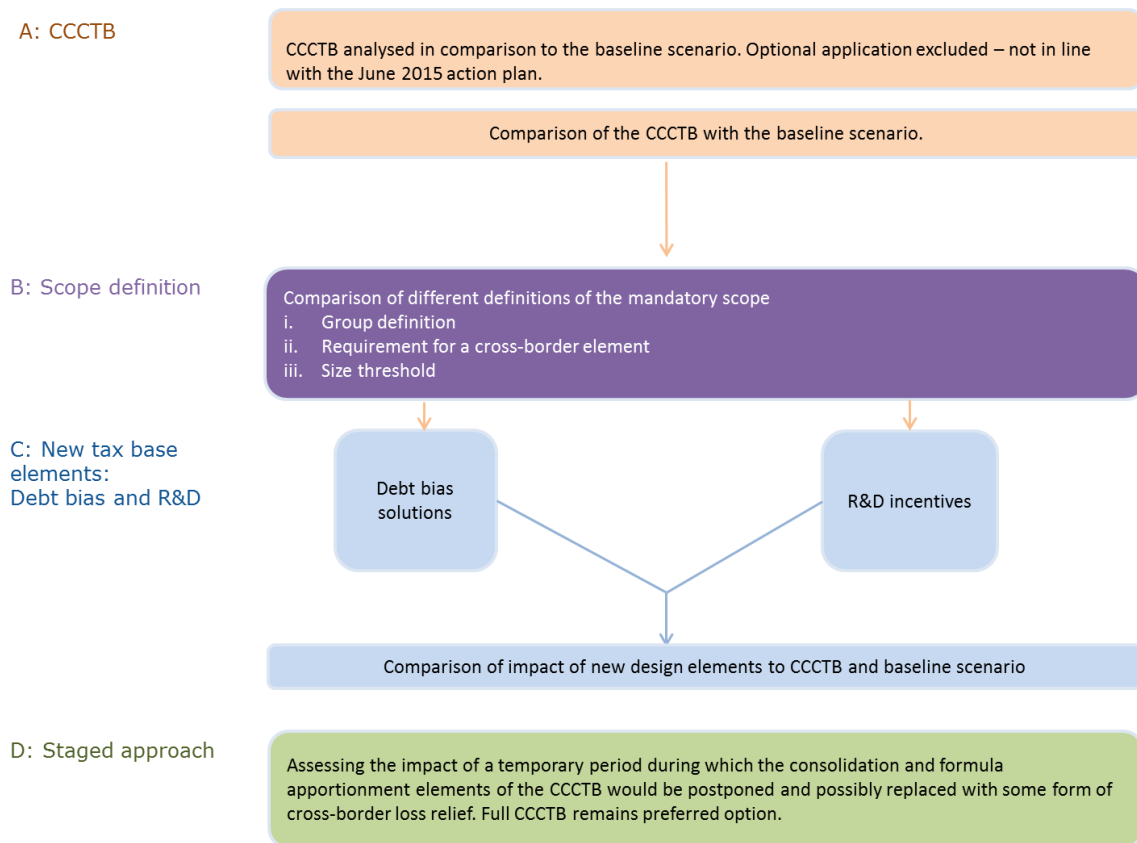 A: CCCTB
CCCTB analysed in comparison to the baseline scenario. Optional application excluded – not in line
with the June 2015 action plan.
Comparison of the CCCTB with the baseline scenario.
B: Scope definition
Comparison of different definitions of the mandatory scope
i. Group definition
ii. Requirement for a cross-border element
iii. Size threshold
C: New tax base
elements:
Debt bias and R&D
Debt bias
solutions
R&D incentives
Comparison of impact of new design elements to CCCTB and baseline scenario
D: Staged approach
Assessing the impact of a temporary period during which the consolidation and formula
apportionment elements of the CCCTB would be postponed and possibly replaced with some form of
cross-border loss relief. Full CCCTB remains preferred option.